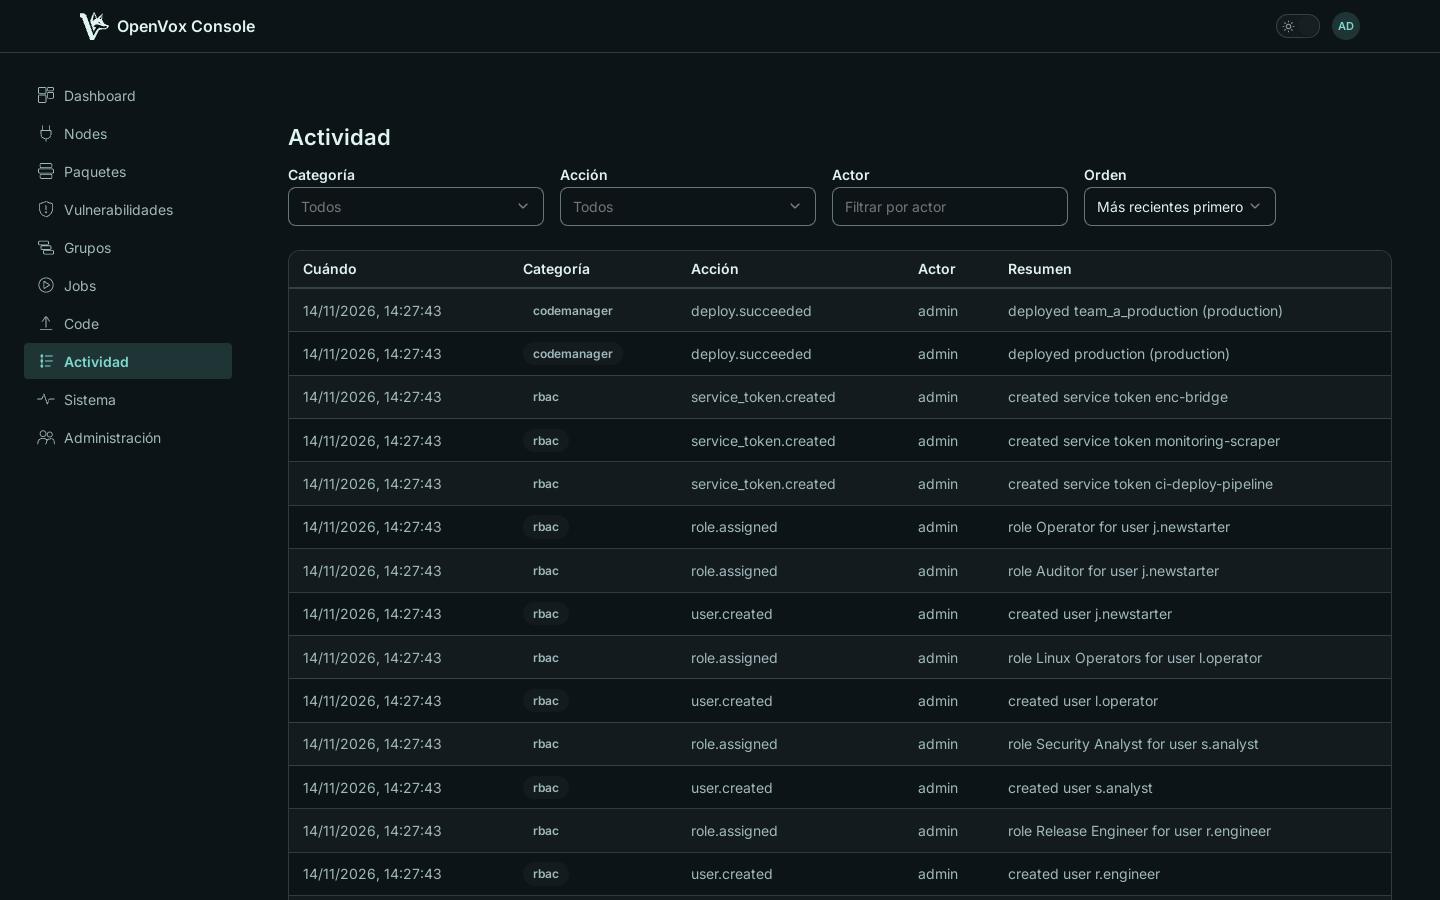 OpenVox Console
AD
Dashboard
Nodes
Paquetes
Vulnerabilidades
Grupos
Jobs
Code
Actividad
Sistema
Administración
Actividad
Categoría Acción Actor Orden
Todos Todos Filtrar por actor Más recientes primero
Cuándo Categoría Acción Actor Resumen
14/11/2026, 14:27:43 codemanager deploy.succeeded admin deployed team_a_production (production)
14/11/2026, 14:27:43 codemanager deploy.succeeded admin deployed production (production)
14/11/2026, 14:27:43 rbac service_token.created admin created service token enc-bridge
14/11/2026, 14:27:43 rbac service_token.created admin created service token monitoring-scraper
14/11/2026, 14:27:43 rbac service_token.created admin created service token ci-deploy-pipeline
14/11/2026, 14:27:43 rbac role.assigned admin role Operator for user j.newstarter
14/11/2026, 14:27:43 rbac role.assigned admin role Auditor for user j.newstarter
14/11/2026, 14:27:43 rbac user.created admin created user j.newstarter
14/11/2026, 14:27:43 rbac role.assigned admin role Linux Operators for user l.operator
14/11/2026, 14:27:43 rbac user.created admin created user l.operator
14/11/2026, 14:27:43 rbac role.assigned admin role Security Analyst for user s.analyst
14/11/2026, 14:27:43 rbac user.created admin created user s.analyst
14/11/2026, 14:27:43 rbac role.assigned admin role Release Engineer for user r.engineer
14/11/2026, 14:27:43 rbac user.created admin created user r.engineer